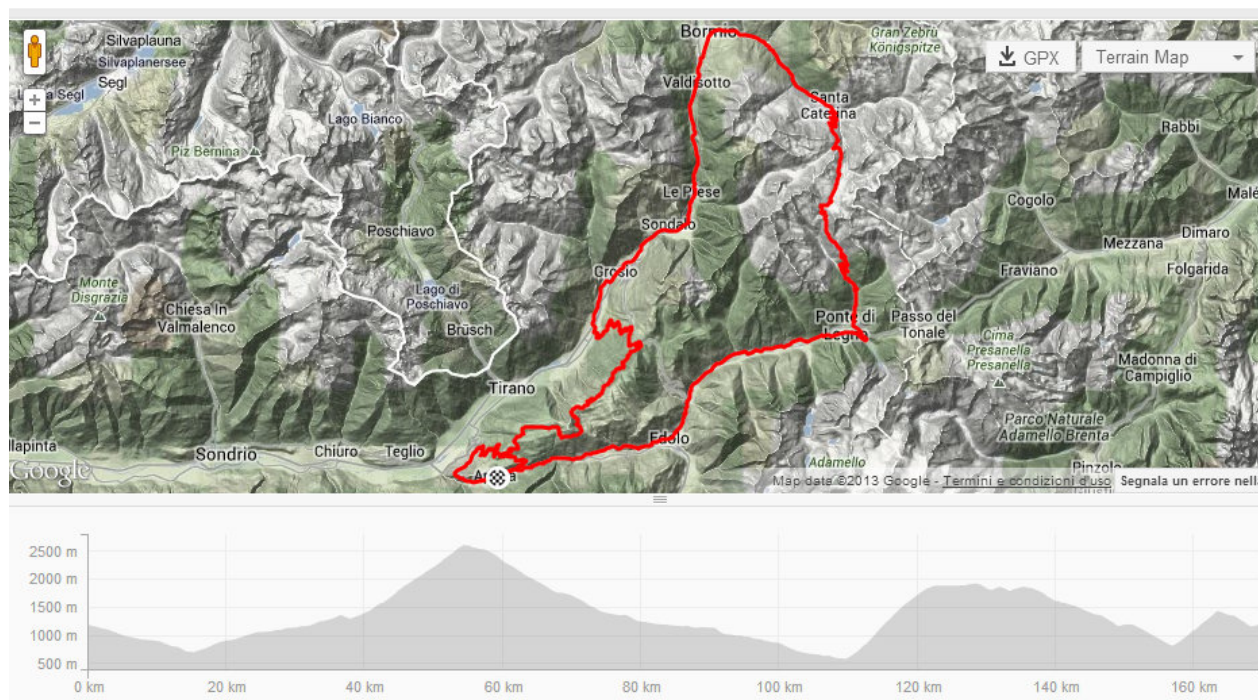 Bormio
Gran Zebrù
Königspitze
Silvaplauna
Silvaplanersee
Segl
Segl
GPX
Terrain Map
Valdisotto
Santa
Caterina
Lago Bianco
Rabbi
Piz Bernina
Le Prese
Cogolo
Malé
Sondalo
Poschiavo
Dimaro
Mezzana
Grosio
Fraviano
Folgarida
Monte
Disgrazia
Lago di
Poschiavo
Chiesa In
Valmalenco
Brüsch
Ponte di
Legno
Passo del
Tonale
Cima
Presanella
Presanella
Madonna di
Campiglio
Tirano
Parco Naturale
Adamello Brenta
llapinta
Sondrio
Chiuro
Teglio
Edolo
Adamello
Pinzolo
Google
Map data ©2013 Google - Termini e condizioni d'uso
Segnala un errore nella
2500 m
2000 m
1500 m
1000 m
500 m
0 km
20 km
40 km
60 km
80 km
100 km
120 km
140 km
160 km